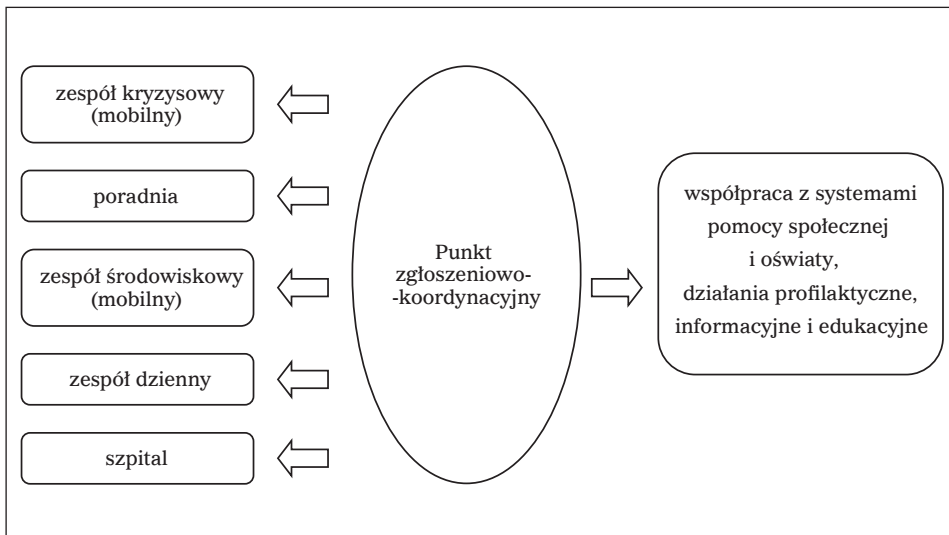 zespół kryzysowy
(mobilny)
poradnia
zespół środowiskowy
(mobilny)
zespół dzienny
szpital
Punkt
zgłoszeniowo-
-koordynacyjny
współpraca z systemami
pomocy społecznej
i oświaty,
działania profilaktyczne,
informacyjne i edukacyjne